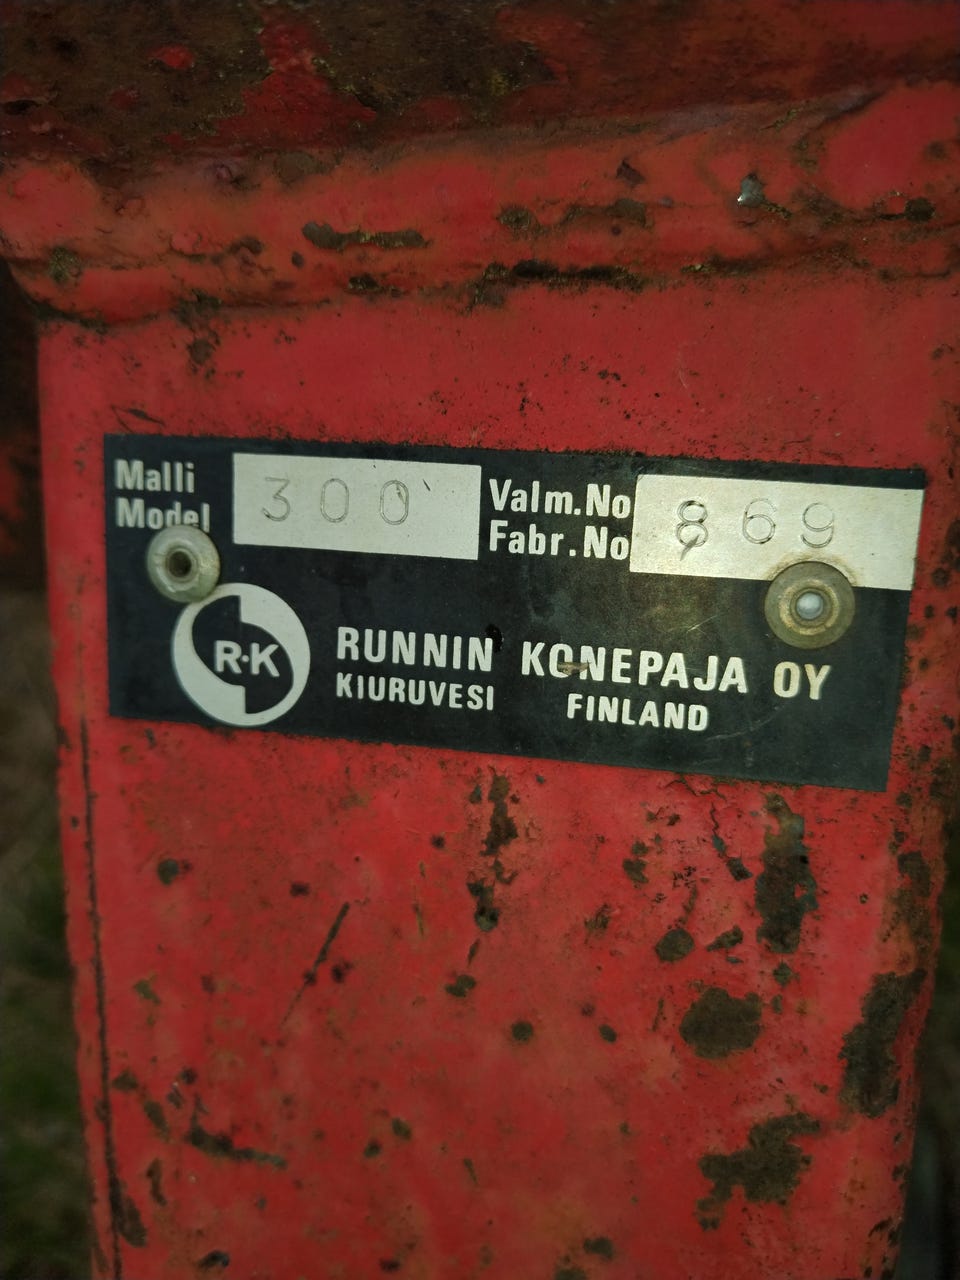 Malli
Model
300
Valm.No
Fabr.No
869
R·K
RUNNIN KONEPAJA OY
KIURUVESI FINLAND